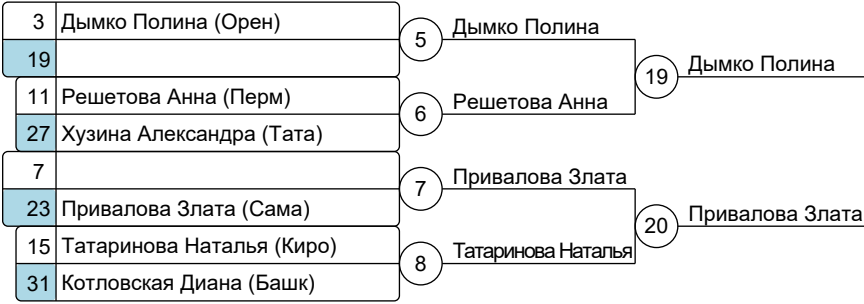 3 Дымко Полина (Орен)
19
5 Дымко Полина
11 Решетова Анна (Перм)
27 Хузина Александра (Тата)
6 Решетова Анна
19 Дымко Полина
7
23 Привалова Злата (Сама)
7 Привалова Злата
15 Татаринова Наталья (Киро)
31 Котловская Диана (Башк)
8 Татаринова Наталья
20 Привалова Злата